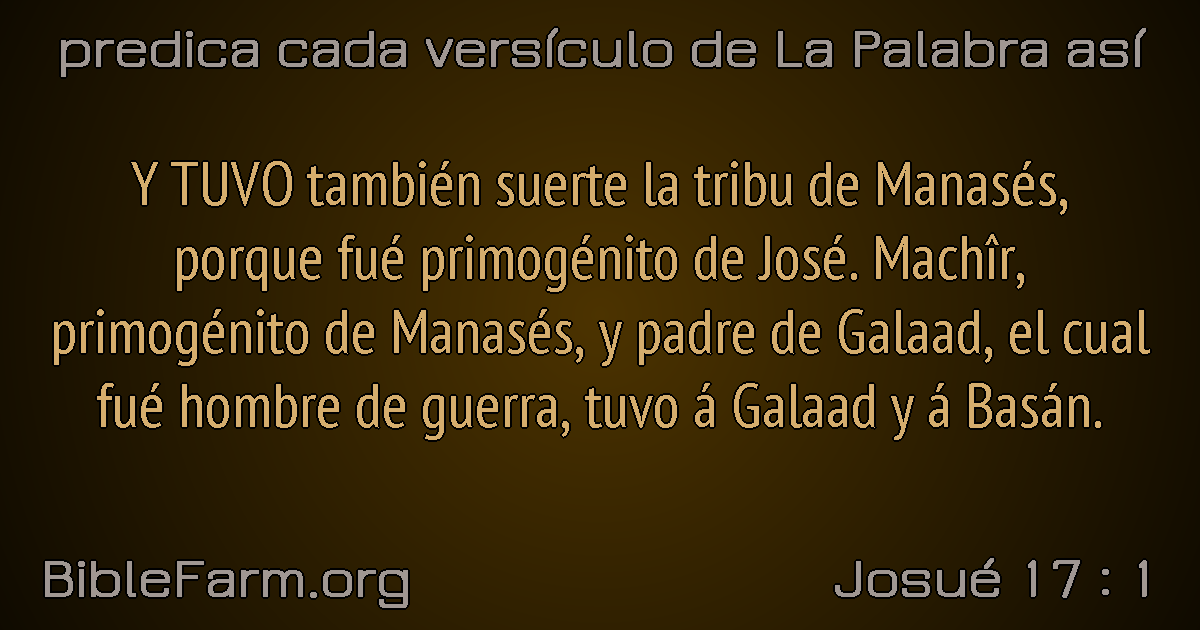 predica cada versículo de La Palabra así
Y TUVO también suerte la tribu de Manasés,
porque fué primogénito de José. Machîr,
primogénito de Manasés, y padre de Galaad, el cual
fué hombre de guerra, tuvo á Galaad y á Basán.
BibleFarm.org
Josué 17 : 1